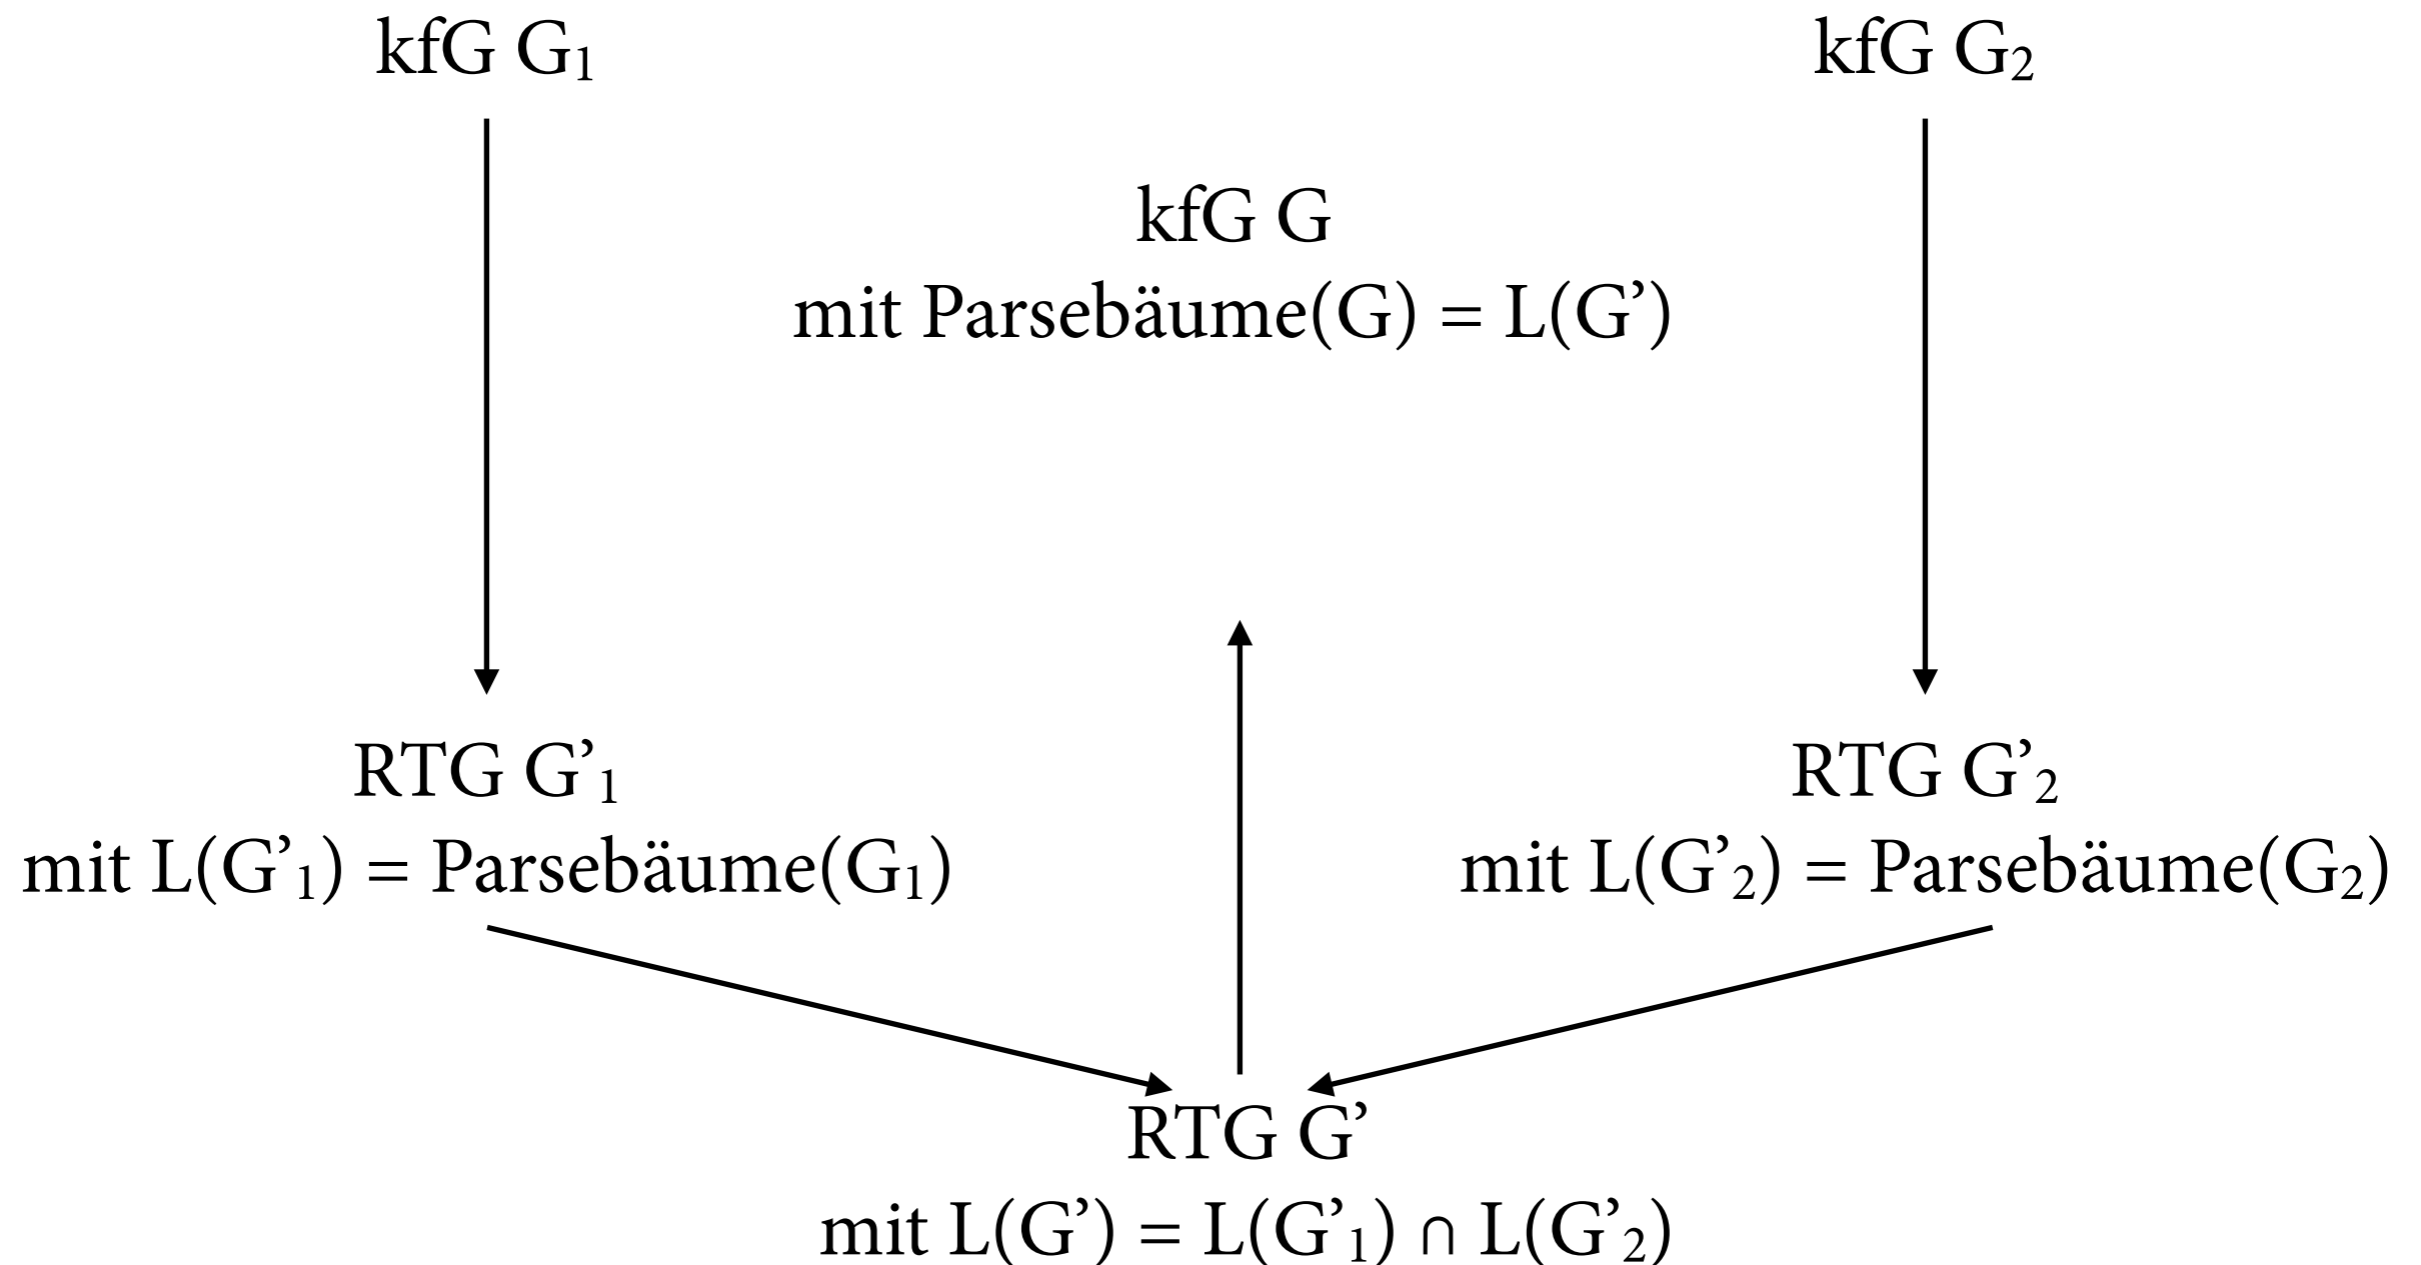 kfG G₁
kfG G₂
kfG G
mit Parsebäume(G) = L(G’)
RTG G’₁
mit L(G’₁) = Parsebäume(G₁)
RTG G’₂
mit L(G’₂) = Parsebäume(G₂)
RTG G’
mit L(G’) = L(G’₁) ∩ L(G’₂)